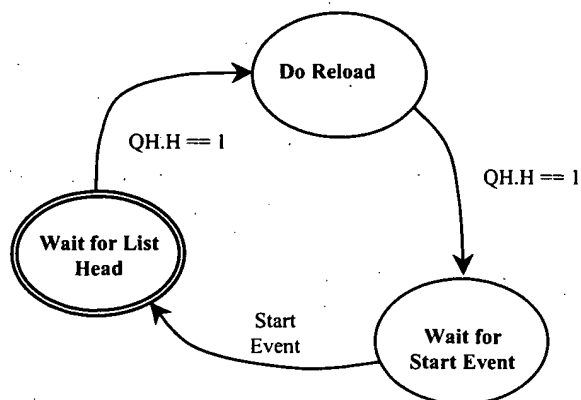 Do Reload
QH.H == 1
QH.H == 1
Wait for List
Head
Start
Event
Wait for
Start Event